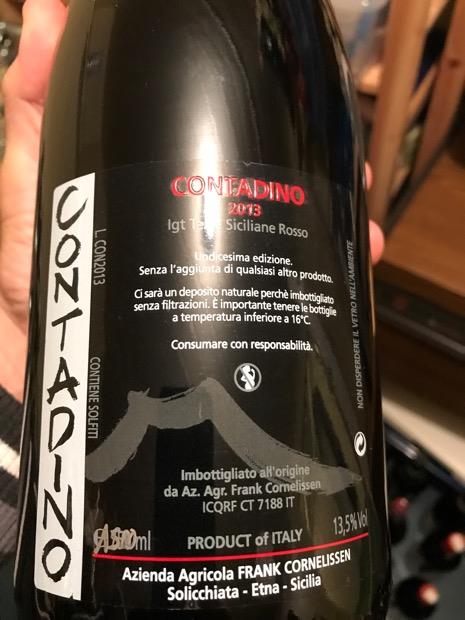 CONTADINO
2013
Igt Terre Siciliane Rosso
Undicesima edizione.
Senza l'aggiunta di qualsiasi altro prodotto.
Ci sarà un deposito naturale perchè imbottigliato
senza filtrazioni. È importante tenere le bottiglie
a temperatura inferiore a 16°C.
Consumare con responsabilità.
Imbottigliato all'origine
da Az. Agr. Frank Cornelissen
ICQRF CT 7188 IT
ml
PRODUCT of ITALY
13,5% Vol
Azienda Agricola FRANK CORNELISSEN
Solicchiata - Etna - Sicilia
CONTADINO
L. CON2013
CONTIENE SOLFITI
NON DISPERDERE IL VETRO NELL'AMBIENTE